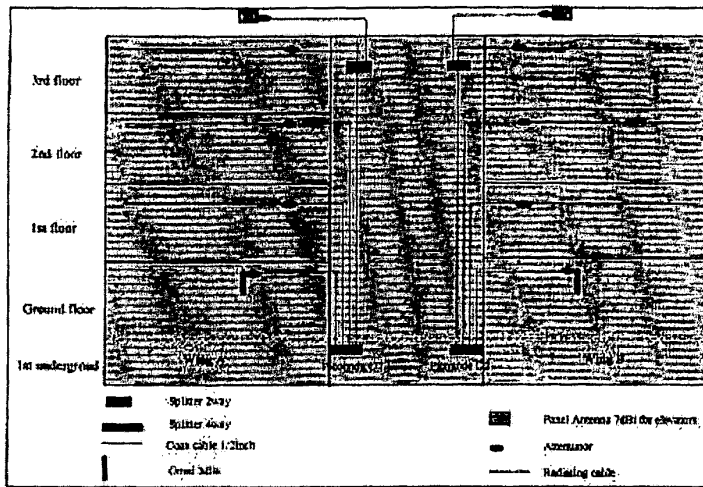 3rd floor
2nd floor
1st floor
Ground floor
1st underground
Wing
Wing B
Splitter 2way
Splitter 4way
Coax cable 1/2inch
Omni
Panel Antenna 7dBi for elevators
Attenuator
Radiating cable